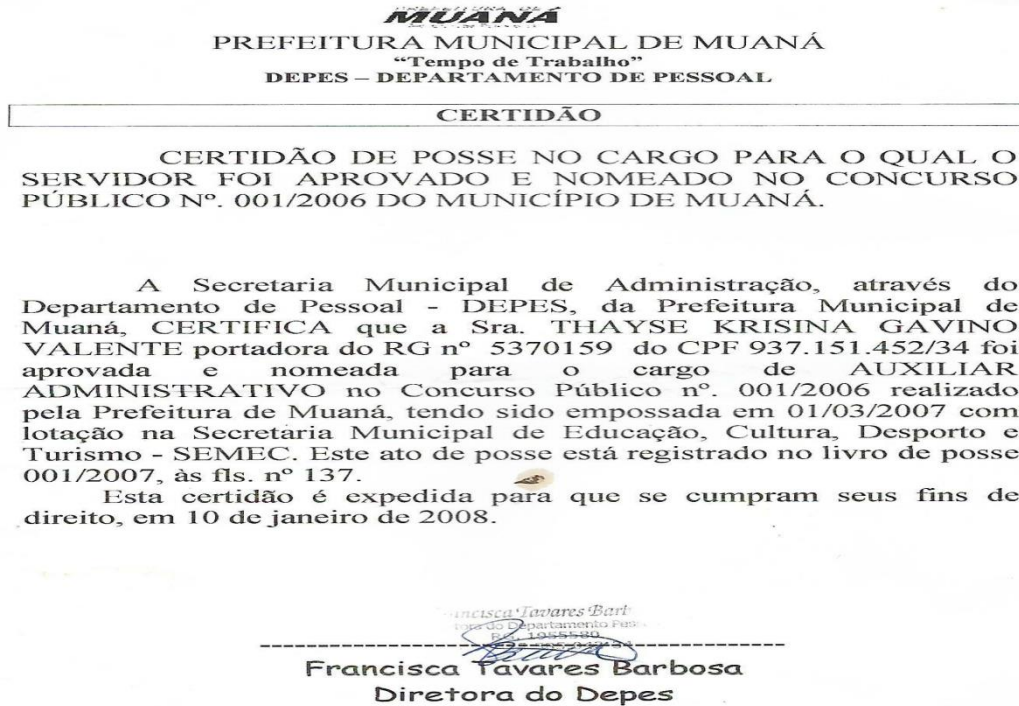 MUANÁ
PREFEITURA MUNICIPAL DE MUANÁ
“Tempo de Trabalho”
DEPES – DEPARTAMENTO DE PESSOAL
CERTIDÃO
CERTIDÃO DE POSSE NO CARGO PARA O QUAL O
SERVIDOR FOI APROVADO E NOMEADO NO CONCURSO
PÚBLICO Nº. 001/2006 DO MUNICÍPIO DE MUANÁ.
A Secretaria Municipal de Administração, através do
Departamento de Pessoal - DEPES, da Prefeitura Municipal de
Muaná, CERTIFICA que a Sra. THAYSE KRISINA GAVINO
VALENTE portadora do RG nº 5370159 do CPF 937.151.452/34 foi
aprovada e nomeada para o cargo de AUXILIAR
ADMINISTRATIVO no Concurso Público nº. 001/2006 realizado
pela Prefeitura de Muaná, tendo sido empossada em 01/03/2007 com
lotação na Secretaria Municipal de Educação, Cultura, Desporto e
Turismo - SEMEC. Este ato de posse está registrado no livro de posse
001/2007, às fls. nº 137.
Esta certidão é expedida para que se cumpram seus fins de
direito, em 10 de janeiro de 2008.
Tavares
do Departamento
RG. 1955580
Francisca Tavares Barbosa
Diretora do Depes